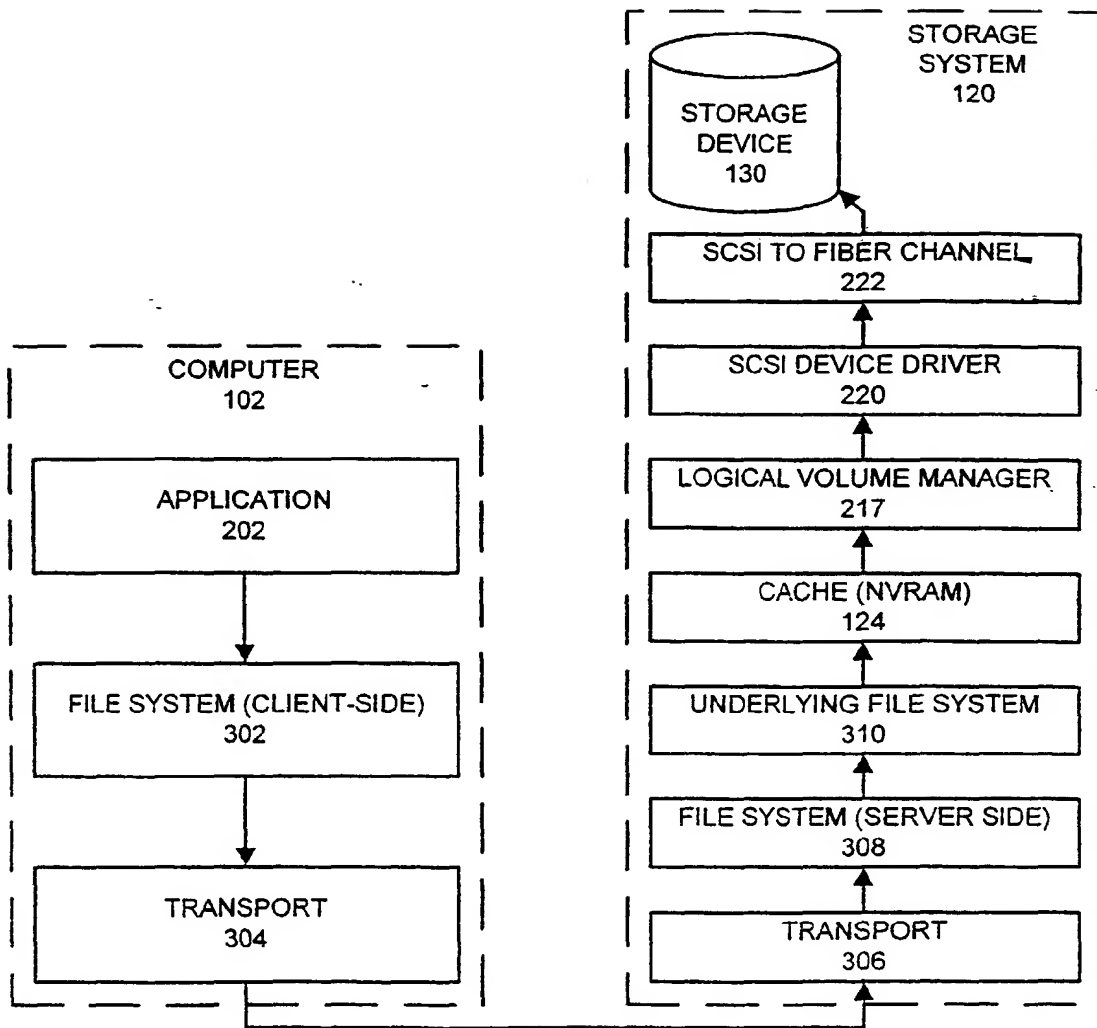 COMPUTER
102
APPLICATION
202
FILE SYSTEM (CLIENT-SIDE)
302
TRANSPORT
304
STORAGE
SYSTEM
120
STORAGE
DEVICE
130
SCSI TO FIBER CHANNEL
222
SCSI DEVICE DRIVER
220
LOGICAL VOLUME MANAGER
217
CACHE (NVRAM)
124
UNDERLYING FILE SYSTEM
310
FILE SYSTEM (SERVER SIDE)
308
TRANSPORT
306